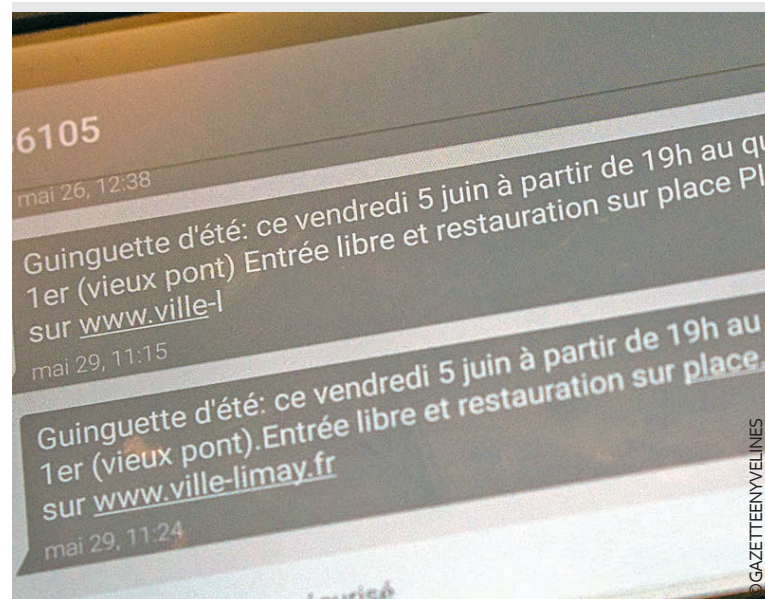 6105
mai 26, 12:38
Guinguette d'été: ce vendredi 5 juin à partir de 19h au qu
1er (vieux pont) Entrée libre et restauration sur place Pl
sur www.ville-l
mai 29, 11:15
Guinguette d'été: ce vendredi 5 juin à partir de 19h au
1er (vieux pont).Entrée libre et restauration sur place.
sur www.ville-limay.fr
mai 29, 11:24
©GAZETTEENYVELINES